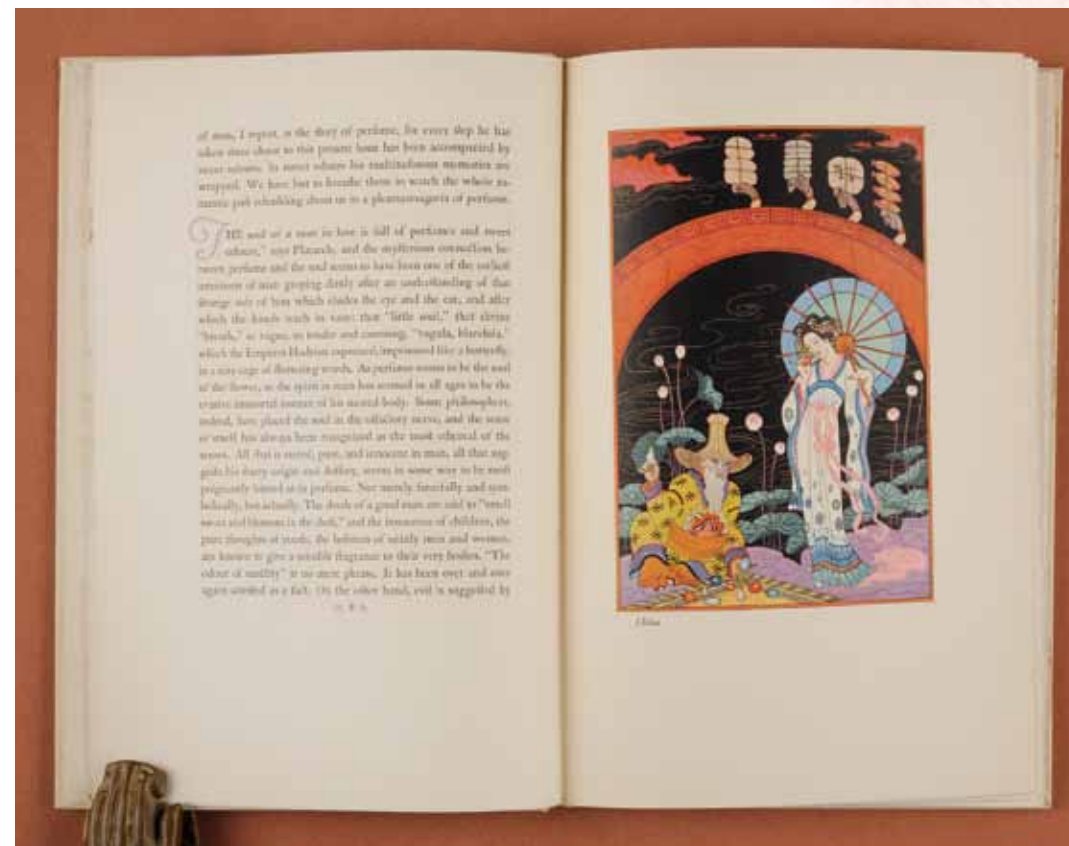 of man, I repeat, is the story of perfume, for every step he has
taken since then to this present hour has been accompanied by
sweet odours. In sweet odours his multitudinous memories are
wrapped. We have but to breathe them to watch the whole
past unfolding about us in a phantasmagoria of perfume.
THE soul of a man in love is full of perfumes and sweet
odours," says Plutarch, and the mysterious connection be-
tween perfume and the soul seems to have been one of the earliest
intuitions of man groping dimly after an understanding of that
strange side of him which eludes the eye and the ear, and after
which the hands reach in vain: that "little soul," that divine
"breath," so vague, so tender and cunning, "vagula, blandula,"
which the Emperor Hadrian captured, imprisoned like a butterfly,
in a tiny cage of fluttering words. As perfume seems to be the soul
of the flower, so the spirit in man has seemed in all ages to be the
immortal of his mortal body. Some philosophers,
indeed, have placed the soul in the olfactory nerve, and the sense
of smell has always been recognized as the most ethereal of the
senses. All that is sacred, pure, and innocent in man, all that sug-
gests his starry origin and destiny, seems in some way to be most
poignantly hinted at in perfume. Nor merely fancifully and sym-
bolically, but actually. The deeds of a good man are said to "smell
sweet and blossom in the dust," and the innocence of children, the
pure thoughts of maids, the holiness of saintly men and women,
are known to give a sensible fragrance to their very bodies. "The
odour of sanctity" is no mere phrase. It has been over and over
again attested as a fact. On the other hand, evil is suggested by
China